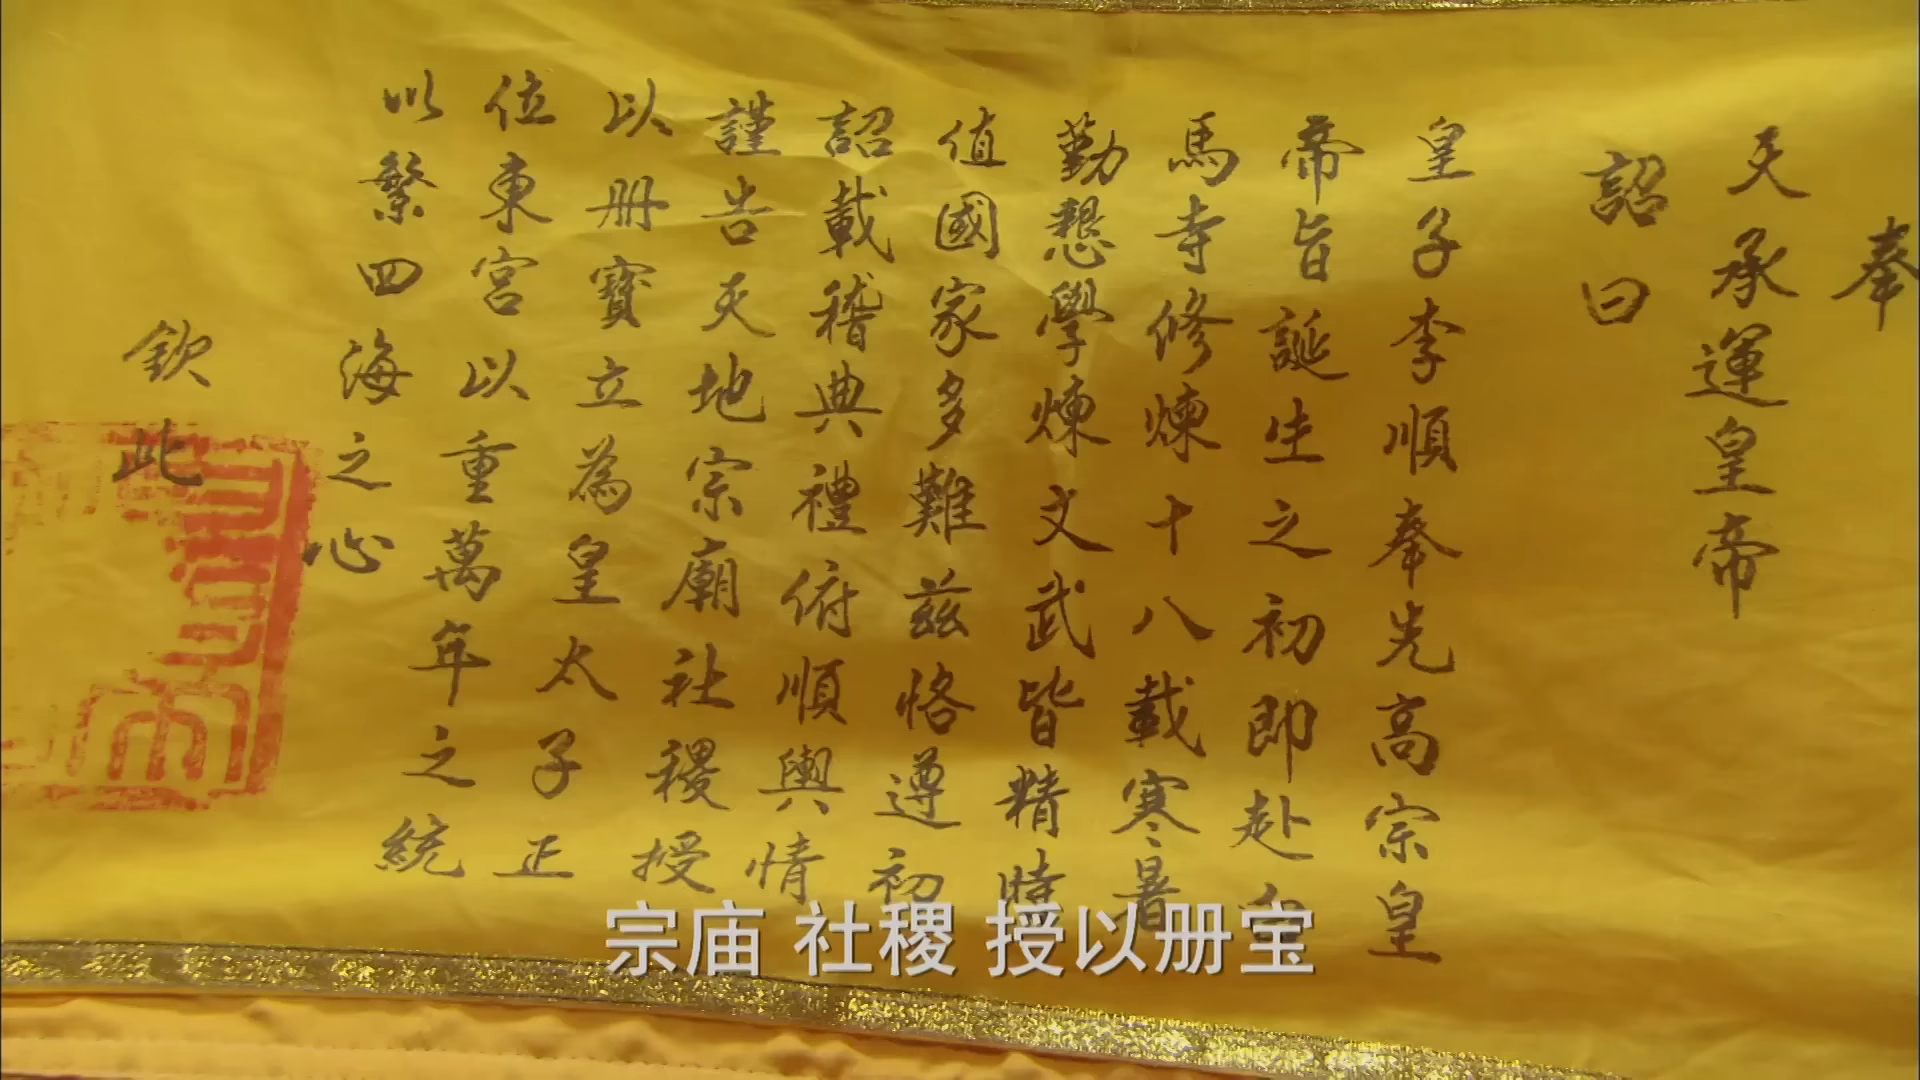 奉
天承運皇帝
詔曰
皇子李順奉先高宗皇
帝旨誕生之初即赴白
馬寺修煉十八載寒暑
勤懇學煉文武皆精時
值國家多難茲恪遵初
詔載稽典禮俯順輿情
謹告天地宗廟社稷授
以册寶立為皇太子正
位東宮以重萬年之統
以繁四海之心
欽此
宗庙 社稷 授以册宝